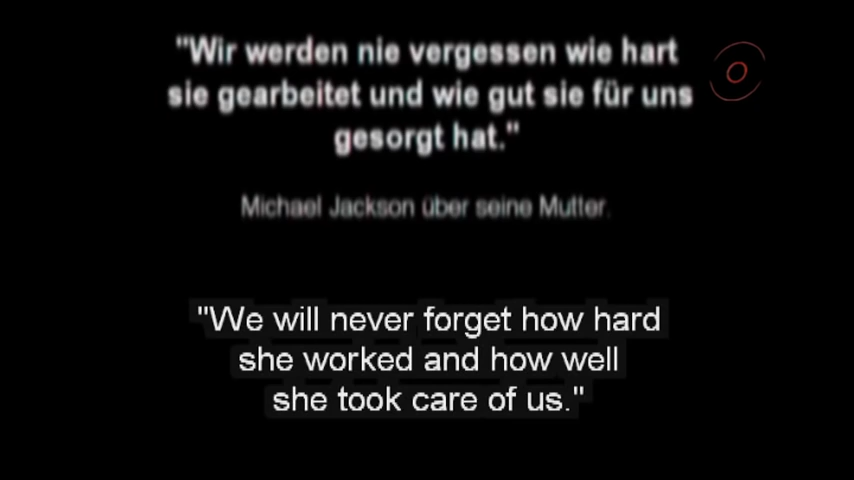 "Wir werden nie vergessen wie hart
sie gearbeitet und wie gut sie für uns
gesorgt hat."
Michael Jackson über seine Mutter.
"We will never forget how hard
she worked and how well
she took care of us."